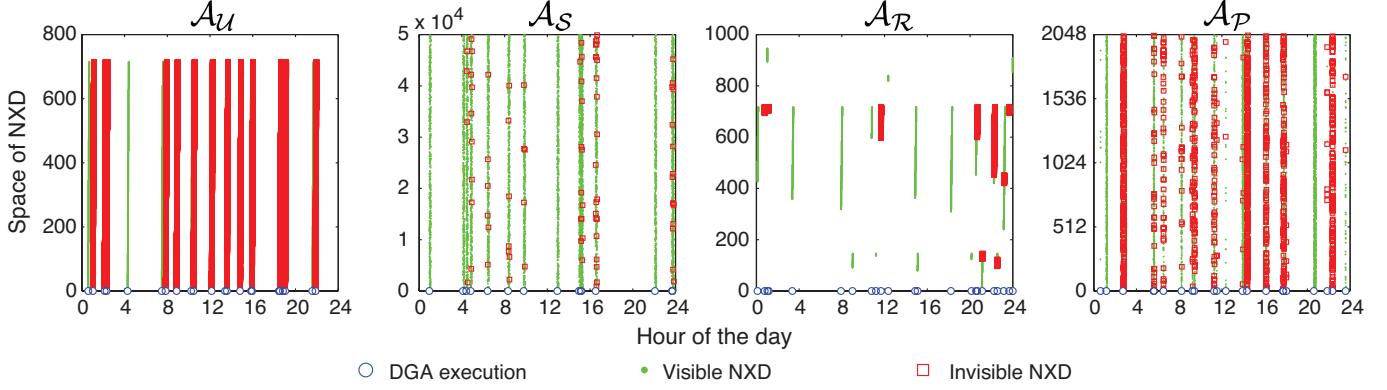 𝒜𝒰
𝒜𝒮
𝒜ℛ
𝒜𝒫
Space of NXD
800
600
400
200
0
0 4 8 12 16 20 24
5 x 10⁴
4
3
2
1
0
0 4 8 12 16 20 24
1000
800
600
400
200
0
0 4 8 12 16 20 24
2048
1536
1024
512
0
0 4 8 12 16 20 24
Hour of the day
DGA execution
Visible NXD
Invisible NXD